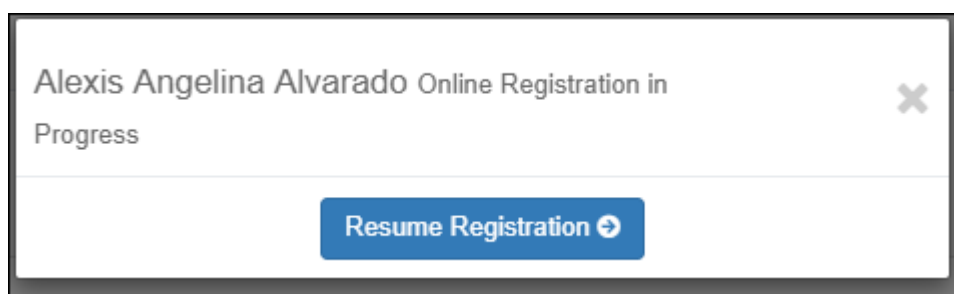 Alexis Angelina Alvarado Online Registration in
Progress
Resume Registration